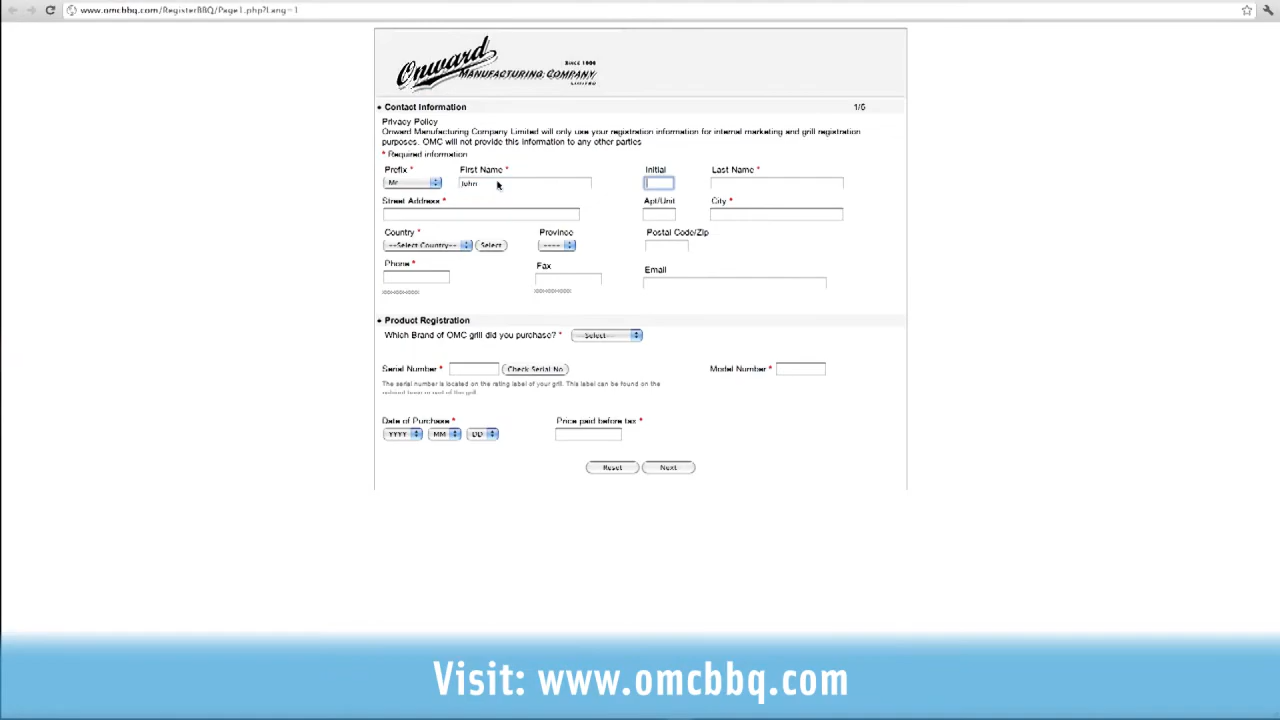 www.omcbbq.com/RegisterBBQ/Page1.php?Lang=1
Onward
SINCE 1906
MANUFACTURING COMPANY
LIMITED
Contact Information 1/5
Privacy Policy
Onward Manufacturing Company Limited will only use your registration information for internal marketing and grill registration
purposes. OMC will not provide this information to any other parties
* Required information
Prefix * First Name * Initial Last Name *
Mr John
Street Address * Apt/Unit City *
Country * Province Postal Code/Zip
--Select Country-- Select ----
Phone * Fax Email
Product Registration
Which Brand of OMC grill did you purchase? * Select
Serial Number * Check Serial No Model Number *
The serial number is located on the rating label of your grill. This label can be found on the
Date of Purchase * Price paid before tax *
YYYY MM DD
Reset Next
Visit: www.omcbbq.com